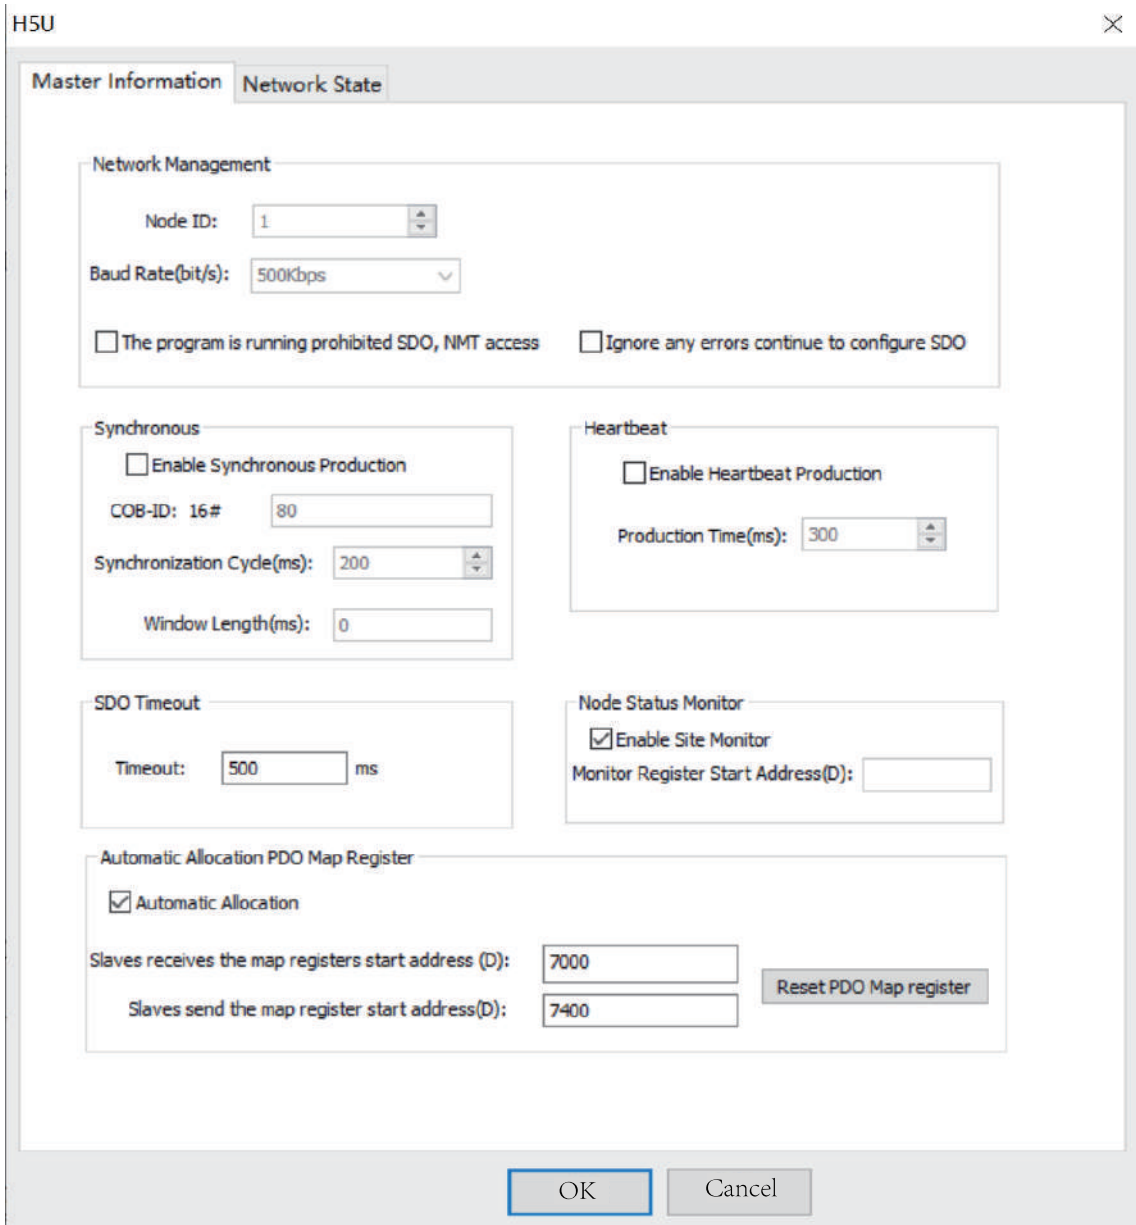 H5U
Master Information
Network State
Network Management
Node ID:
1
Baud Rate(bit/s):
500Kbps
The program is running prohibited SDO, NMT access
Ignore any errors continue to configure SDO
Synchronous
Enable Synchronous Production
COB-ID: 16#
80
Synchronization Cycle(ms):
200
Window Length(ms):
0
Heartbeat
Enable Heartbeat Production
Production Time(ms):
300
SDO Timeout
Timeout:
500
ms
Node Status Monitor
Enable Site Monitor
Monitor Register Start Address(D):
Automatic Allocation PDO Map Register
Automatic Allocation
Slaves receives the map registers start address (D):
7000
Slaves send the map register start address(D):
7400
Reset PDO Map register
OK
Cancel